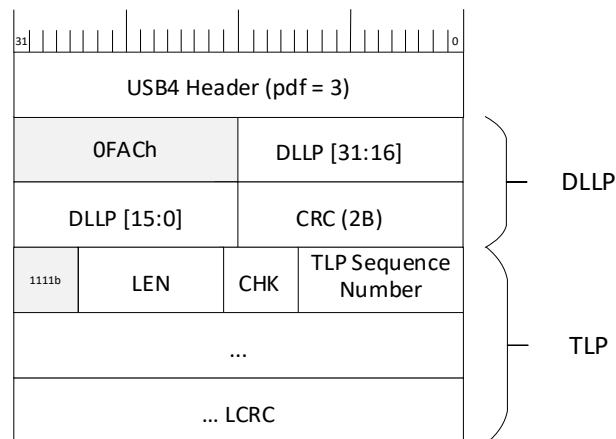 31 0
USB4 Header (pdf = 3)
0FACh DLLP [31:16]
DLLP
DLLP [15:0] CRC (2B)
1111b LEN CHK TLP Sequence
Number
...
TLP
... LCRC